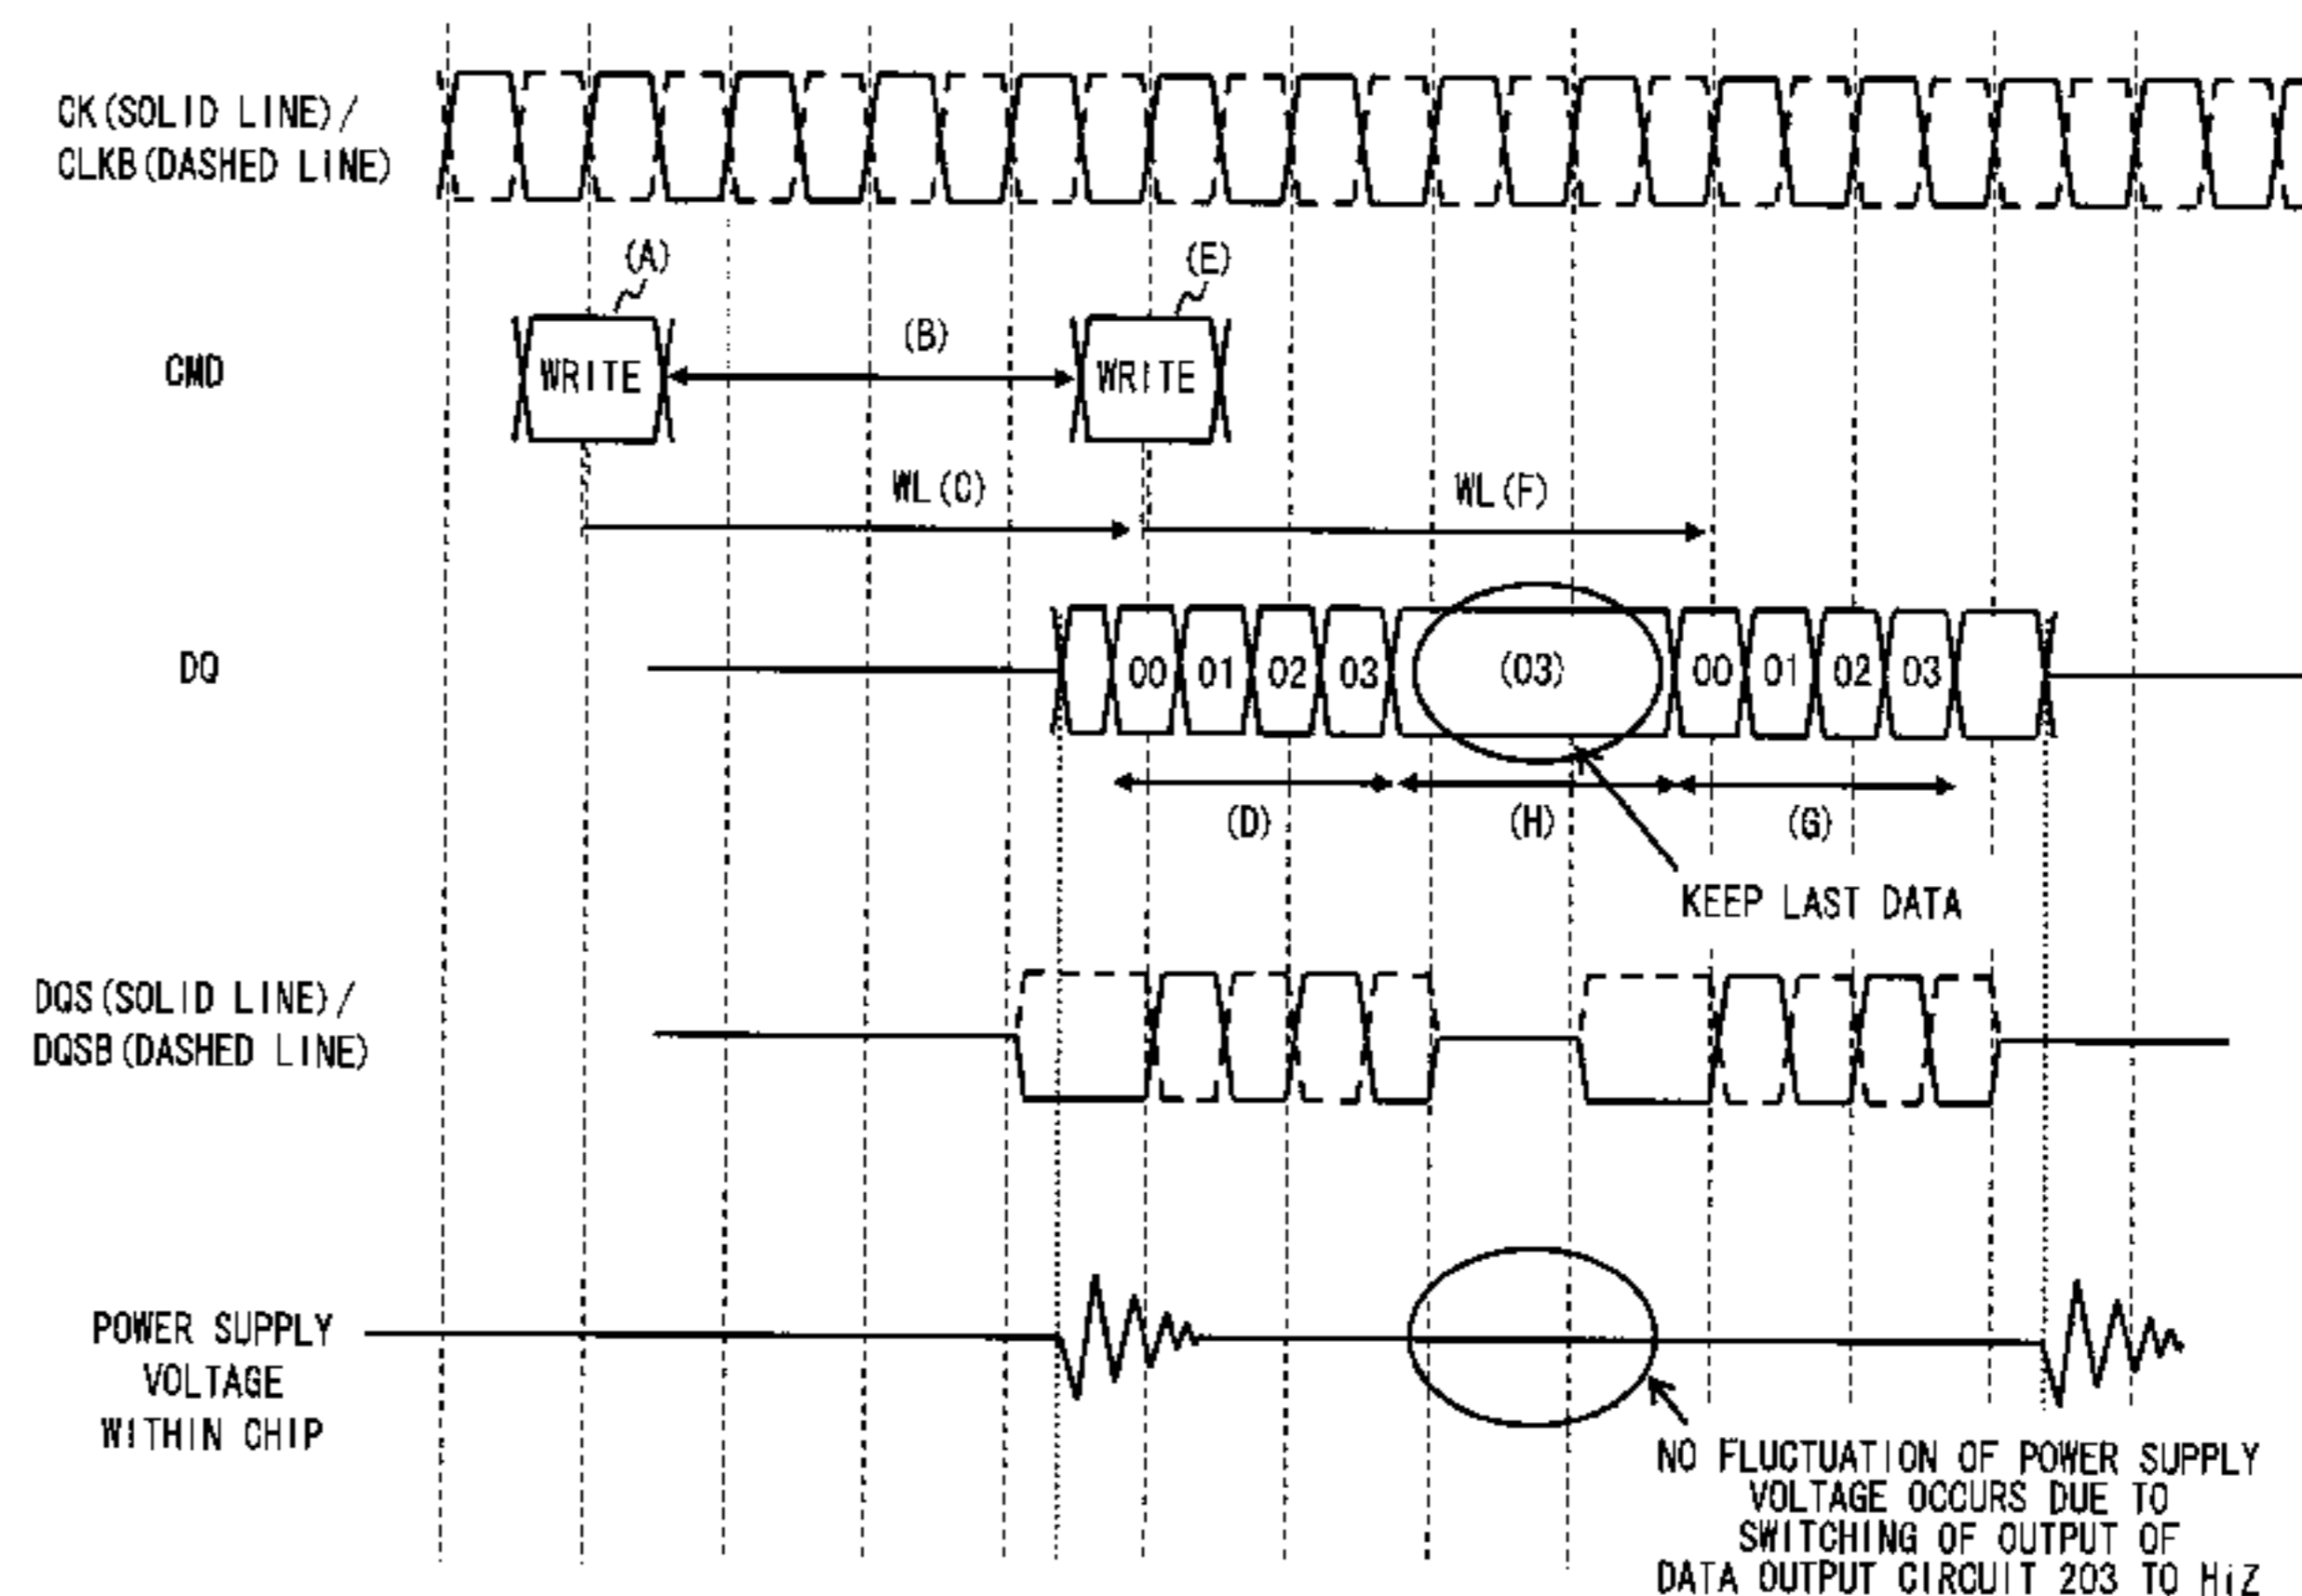 CK(SOLID LINE)/
CLKB(DASHED LINE)
(A)
(E)
(B)
CMD
WRITE
WRITE
WL(C)
WL(F)
DQ
00
01
02
03
(03)
00
01
02
03
(D)
(H)
(G)
KEEP LAST DATA
DQS(SOLID LINE)/
DQSB(DASHED LINE)
POWER SUPPLY
VOLTAGE
WITHIN CHIP
NO FLUCTUATION OF POWER SUPPLY
VOLTAGE OCCURS DUE TO
SWITCHING OF OUTPUT OF
DATA OUTPUT CIRCUIT 203 TO HiZ